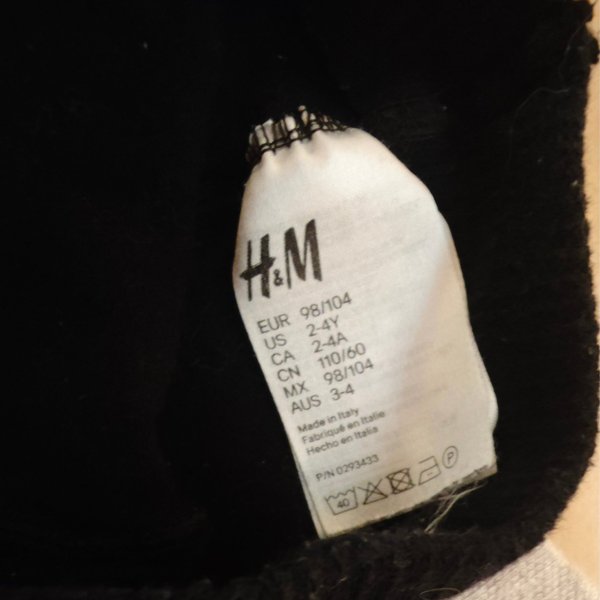 H&M
EUR 98/104
US 2-4Y
CA 2-4A
CN 110/60
MX 98/104
AUS 3-4
Made in Italy
Fabriqué en Italie
Hecho en Italia
P/N 0293433
40
P